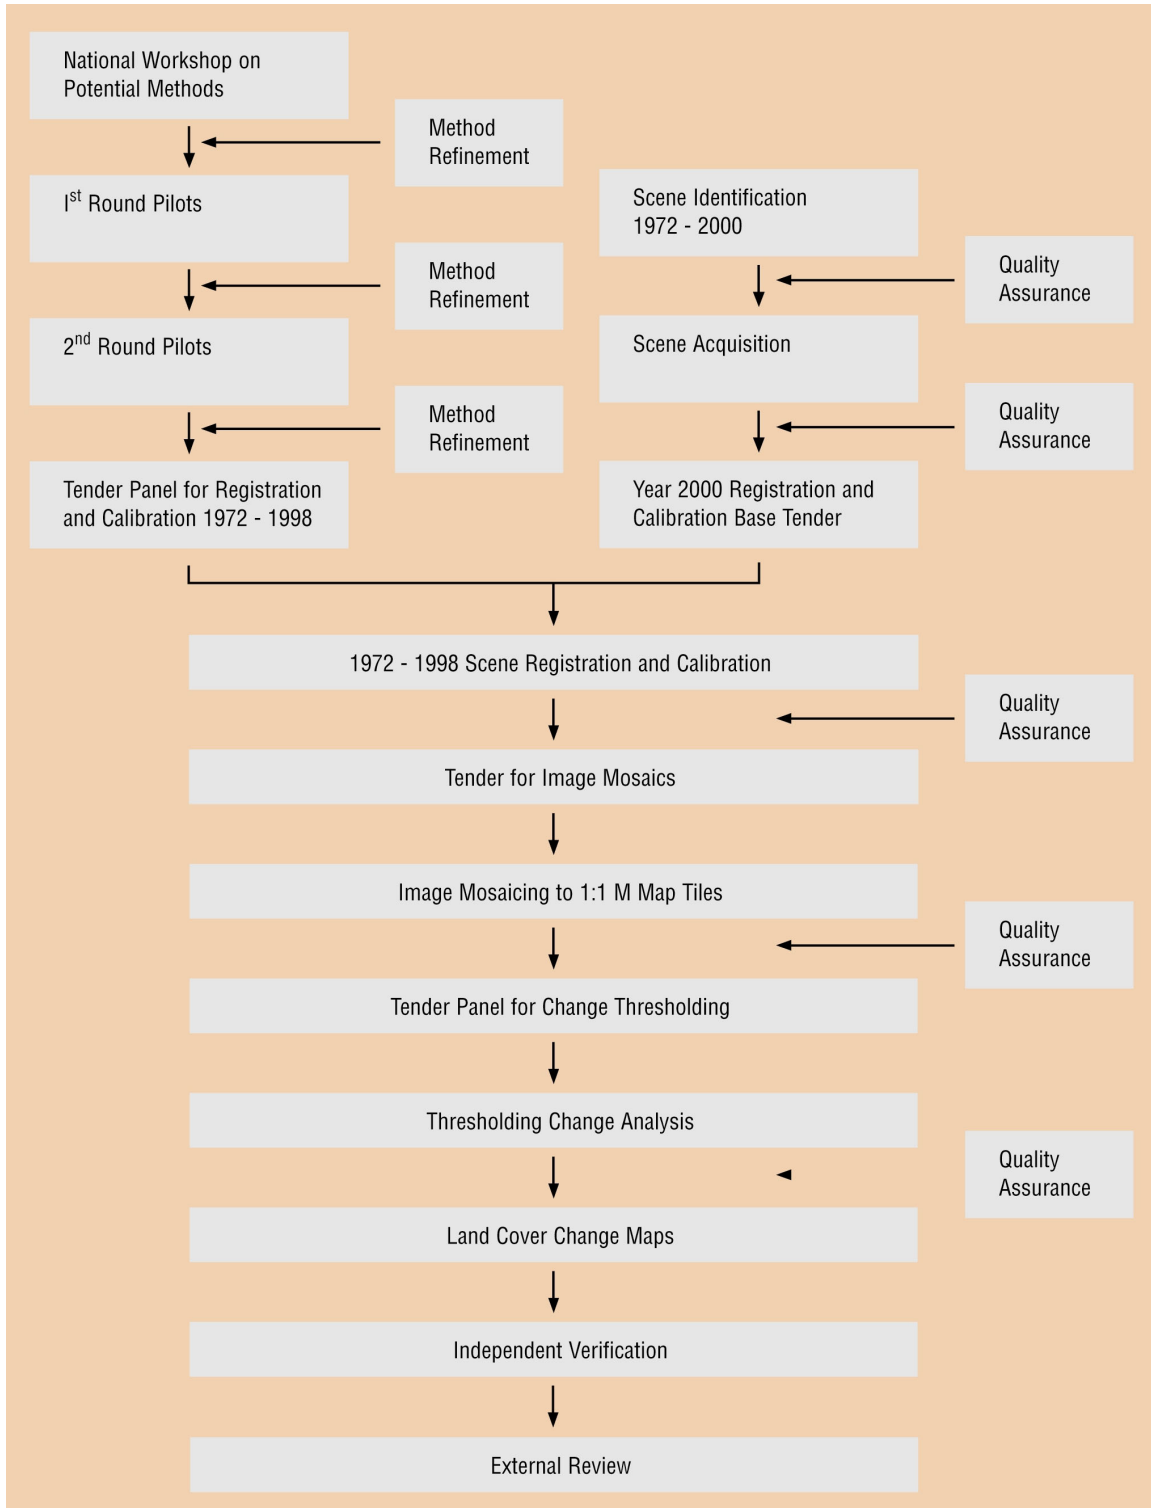 National Workshop on
Potential Methods
Method
Refinement
Ist Round Pilots
Scene Identification
1972 - 2000
Quality
Assurance
Method
Refinement
2nd Round Pilots
Scene Acquisition
Quality
Assurance
Method
Refinement
Tender Panel for Registration
and Calibration 1972 - 1998
Year 2000 Registration and
Calibration Base Tender
1972 - 1998 Scene Registration and Calibration
Quality
Assurance
Tender for Image Mosaics
Image Mosaicing to 1:1 M Map Tiles
Quality
Assurance
Tender Panel for Change Thresholding
Thresholding Change Analysis
Quality
Assurance
Land Cover Change Maps
Independent Verification
External Review